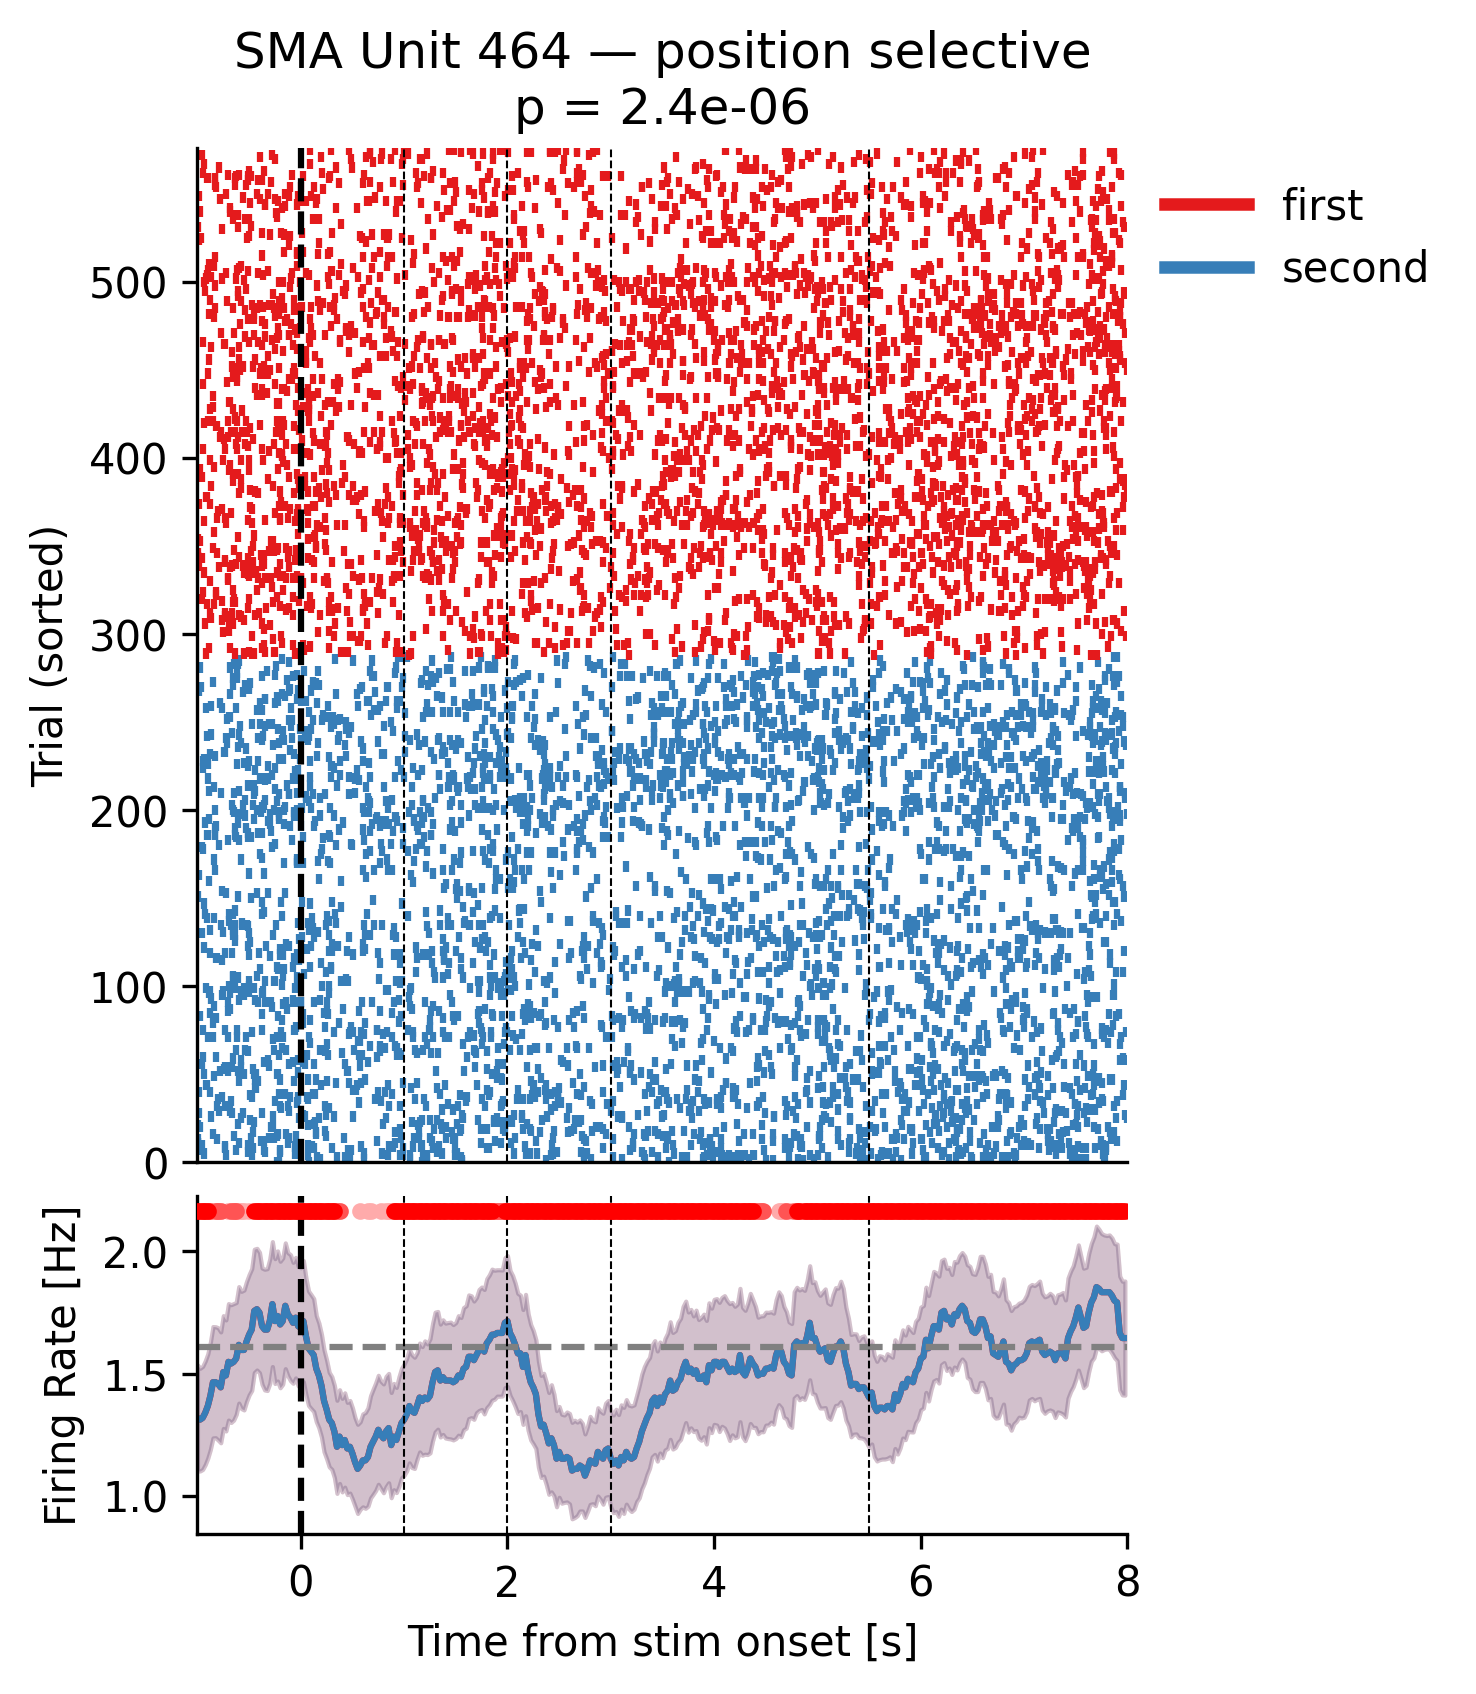 SMA Unit 464 — position selective
p = 2.4e-06
first
second
Trial (sorted)
500
400
300
200
100
0
Firing Rate [Hz]
2.0
1.5
1.0
0 2 4 6 8
Time from stim onset [s]